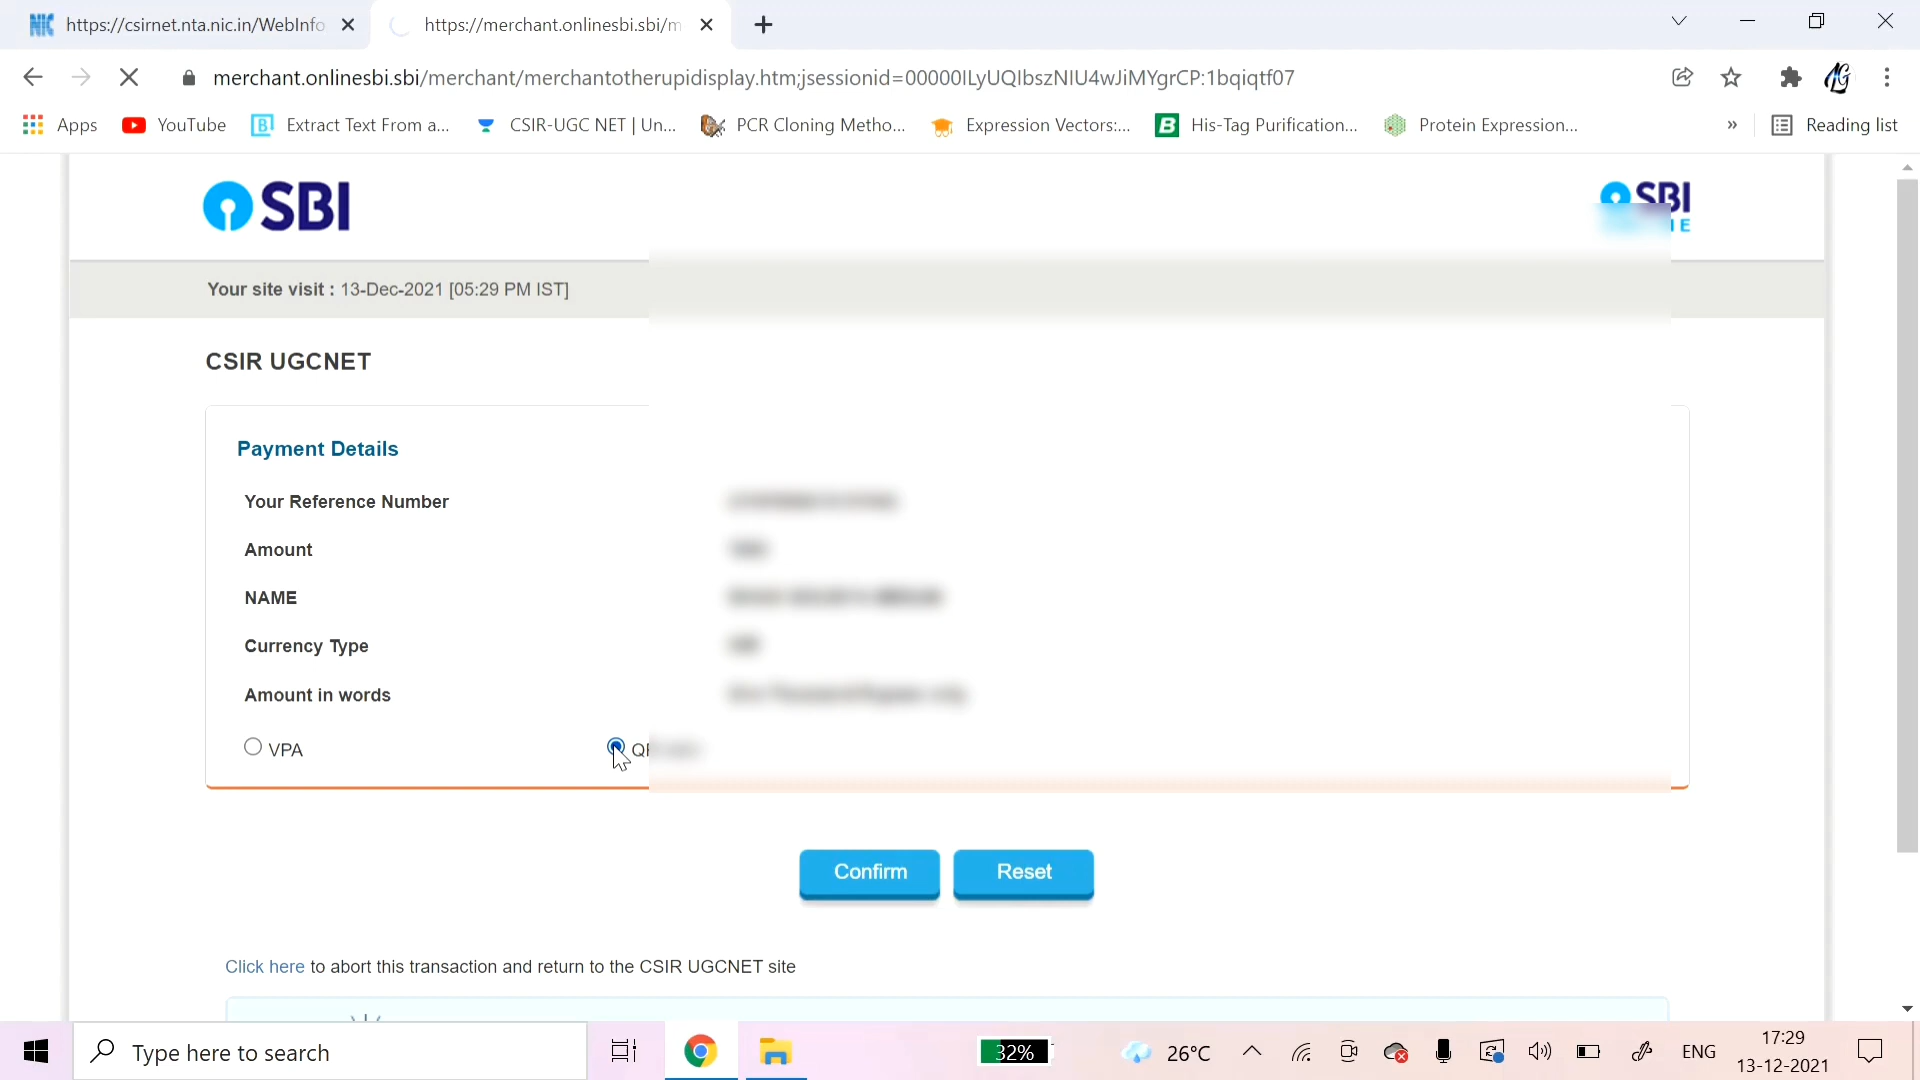 https://csirnet.nta.nic.in/WebInfo
https://merchant.onlinesbi.sbi/m
merchant.onlinesbi.sbi/merchant/merchantotherupidisplay.htm;jsessionid=00000ILyUQIbszNIU4wJiMYgrCP:1bqiqtf07
Apps
YouTube
Extract Text From a...
CSIR-UGC NET | Un...
PCR Cloning Metho...
Expression Vectors:...
His-Tag Purification...
Protein Expression...
»
Reading list
SBI
SBI
Your site visit : 13-Dec-2021 [05:29 PM IST]
CSIR UGCNET
Payment Details
Your Reference Number
Amount
NAME
Currency Type
Amount in words
VPA
Confirm
Reset
Click here to abort this transaction and return to the CSIR UGCNET site
Type here to search
32%
26°C
ENG
17:29
13-12-2021